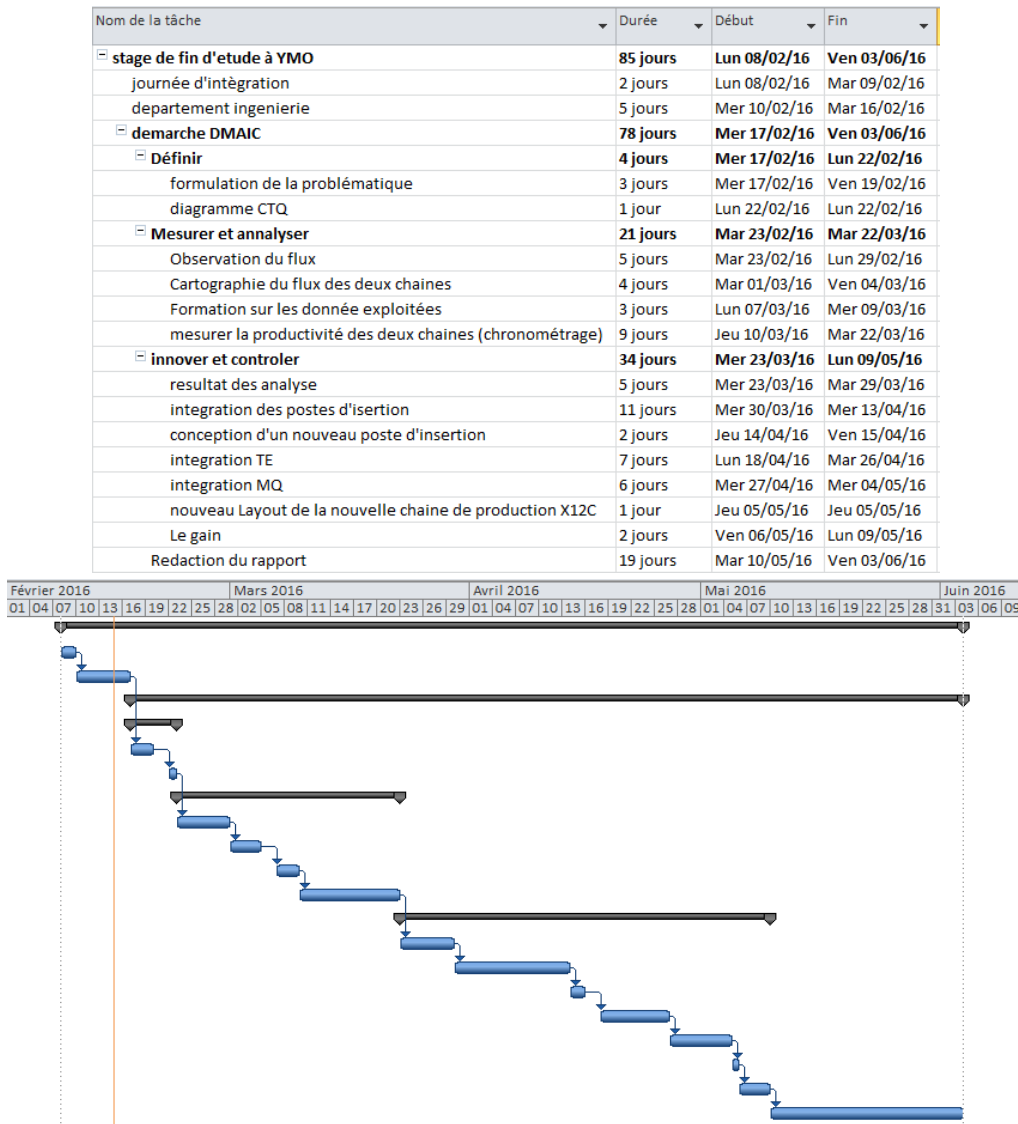 Nom de la tâche Durée Début Fin
stage de fin d'etude à YMO 85 jours Lun 08/02/16 Ven 03/06/16
journée d'intègration 2 jours Lun 08/02/16 Mar 09/02/16
departement ingenierie 5 jours Mer 10/02/16 Mar 16/02/16
demarche DMAIC 78 jours Mer 17/02/16 Ven 03/06/16
Définir 4 jours Mer 17/02/16 Lun 22/02/16
formulation de la problématique 3 jours Mer 17/02/16 Ven 19/02/16
diagramme CTQ 1 jour Lun 22/02/16 Lun 22/02/16
Mesurer et annalyser 21 jours Mar 23/02/16 Mar 22/03/16
Observation du flux 5 jours Mar 23/02/16 Lun 29/02/16
Cartographie du flux des deux chaines 4 jours Mar 01/03/16 Ven 04/03/16
Formation sur les donnée exploitées 3 jours Lun 07/03/16 Mer 09/03/16
mesurer la productivité des deux chaines (chronométrage) 9 jours Jeu 10/03/16 Mar 22/03/16
innover et controler 34 jours Mer 23/03/16 Lun 09/05/16
resultat des analyse 5 jours Mer 23/03/16 Mar 29/03/16
integration des postes d'isertion 11 jours Mer 30/03/16 Mer 13/04/16
conception d'un nouveau poste d'insertion 2 jours Jeu 14/04/16 Ven 15/04/16
integration TE 7 jours Lun 18/04/16 Mar 26/04/16
integration MQ 6 jours Mer 27/04/16 Mer 04/05/16
nouveau Layout de la nouvelle chaine de production X12C 1 jour Jeu 05/05/16 Jeu 05/05/16
Le gain 2 jours Ven 06/05/16 Lun 09/05/16
Redaction du rapport 19 jours Mar 10/05/16 Ven 03/06/16
Février 2016 Mars 2016 Avril 2016 Mai 2016 Juin 2016
01 04 07 10 13 16 19 22 25 28 02 05 08 11 14 17 20 23 26 29 01 04 07 10 13 16 19 22 25 28 01 04 07 10 13 16 19 22 25 28 31 03 06 09